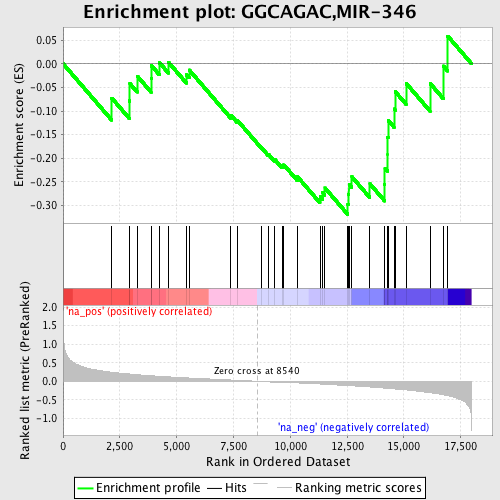 Enrichment plot: GGCAGAC,MIR-346
Enrichment score (ES)
0.05
0.00
-0.05
-0.10
-0.15
-0.20
-0.25
-0.30
'na_pos' (positively correlated)
Ranked list metric (PreRanked)
2.0
1.5
1.0
0.5
0.0
-0.5
-1.0
Zero cross at 8540
'na_neg' (negatively correlated)
0
2,500
5,000
7,500
10,000
12,500
15,000
17,500
Rank in Ordered Dataset
Enrichment profile
Hits
Ranking metric scores